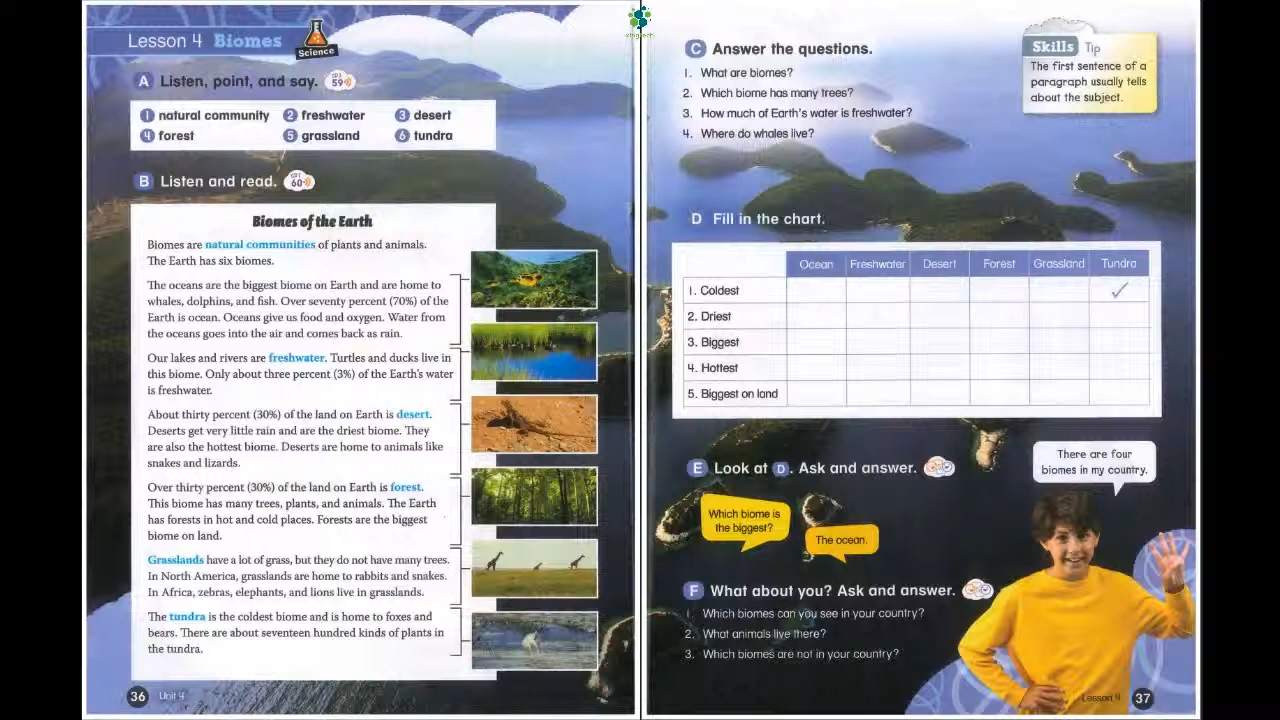 Lesson 4 Biomes
Science
A Listen, point, and say. CD1 59
1 natural community 2 freshwater 3 desert
4 forest 5 grassland 6 tundra
B Listen and read. CD1 60
Biomes of the Earth
Biomes are natural communities of plants and animals.
The Earth has six biomes.
The oceans are the biggest biome on Earth and are home to
whales, dolphins, and fish. Over seventy percent (70%) of the
Earth is ocean. Oceans give us food and oxygen. Water from
the oceans goes into the air and comes back as rain.
Our lakes and rivers are freshwater. Turtles and ducks live in
this biome. Only about three percent (3%) of the Earth's water
is freshwater.
About thirty percent (30%) of the land on Earth is desert.
Deserts get very little rain and are the driest biome. They
are also the hottest biome. Deserts are home to animals like
snakes and lizards.
Over thirty percent (30%) of the land on Earth is forest.
This biome has many trees, plants, and animals. The Earth
has forests in hot and cold places. Forests are the biggest
biome on land.
Grasslands have a lot of grass, but they do not have many trees.
In North America, grasslands are home to rabbits and snakes.
In Africa, zebras, elephants, and lions live in grasslands.
The tundra is the coldest biome and is home to foxes and
bears. There are about seventeen hundred kinds of plants in
the tundra.
36 Unit 4
C Answer the questions.
1. What are biomes?
2. Which biome has many trees?
3. How much of Earth's water is freshwater?
4. Where do whales live?
Skills Tip
The first sentence of a
paragraph usually tells
about the subject.
D Fill in the chart.
Ocean Freshwater Desert Forest Grassland Tundra
1. Coldest ✓
2. Driest
3. Biggest
4. Hottest
5. Biggest on land
E Look at D. Ask and answer.
Which biome is
the biggest?
The ocean.
There are four
biomes in my country.
F What about you? Ask and answer.
1. Which biomes can you see in your country?
2. What animals live there?
3. Which biomes are not in your country?
Lesson 4 37